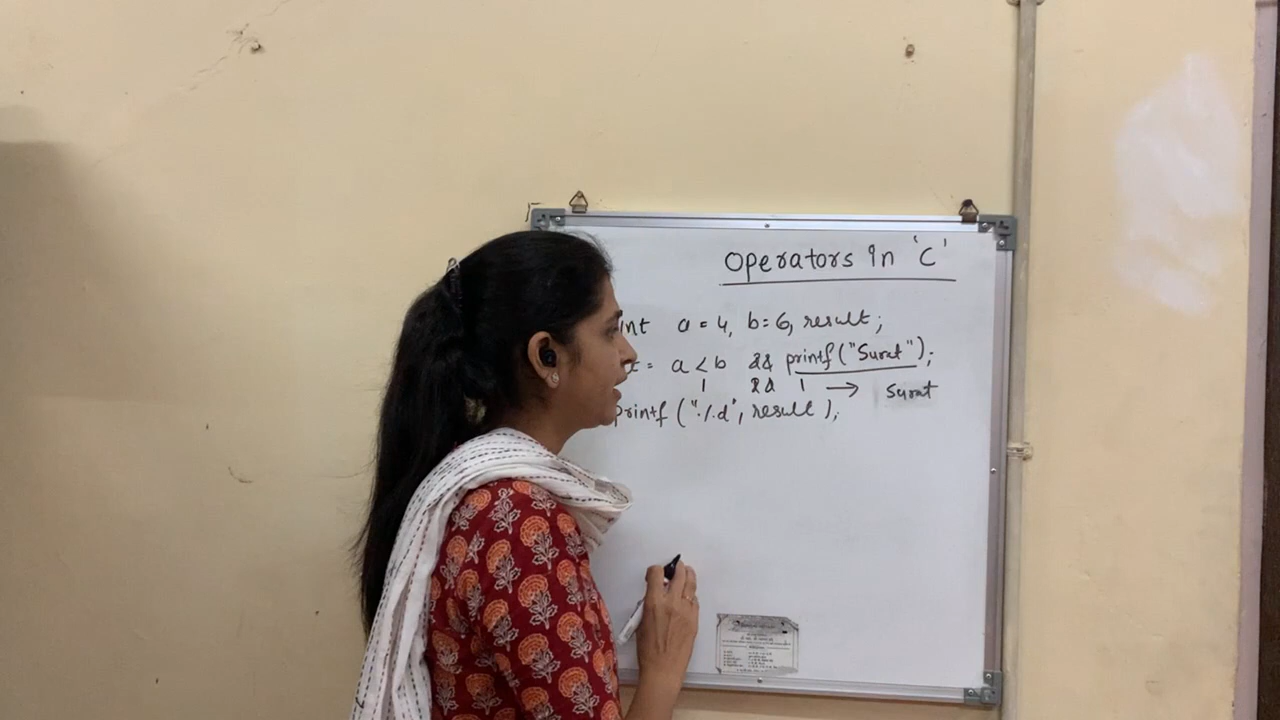 Operators in 'C'
int a = 4, b = 6, result;
= a < b && printf("Surat");
1 && 1 → Surat
printf ("%d", result);